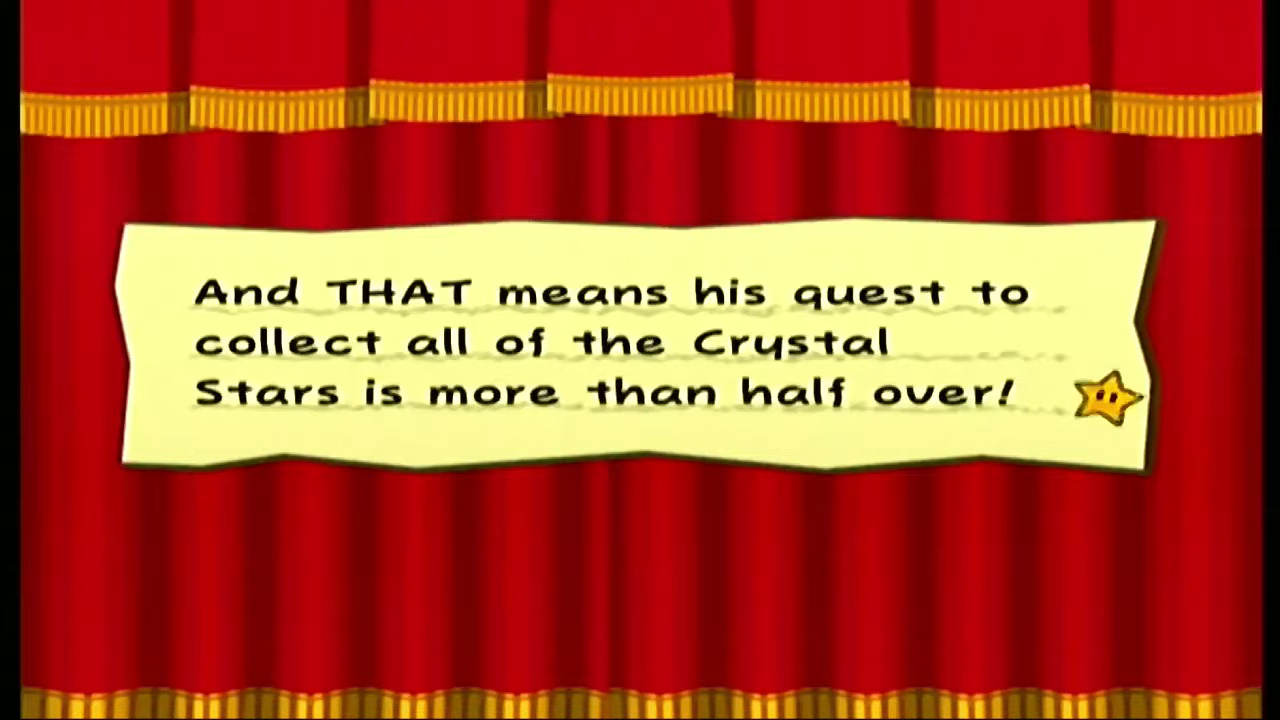 And THAT means his quest to
collect all of the Crystal
Stars is more than half over!